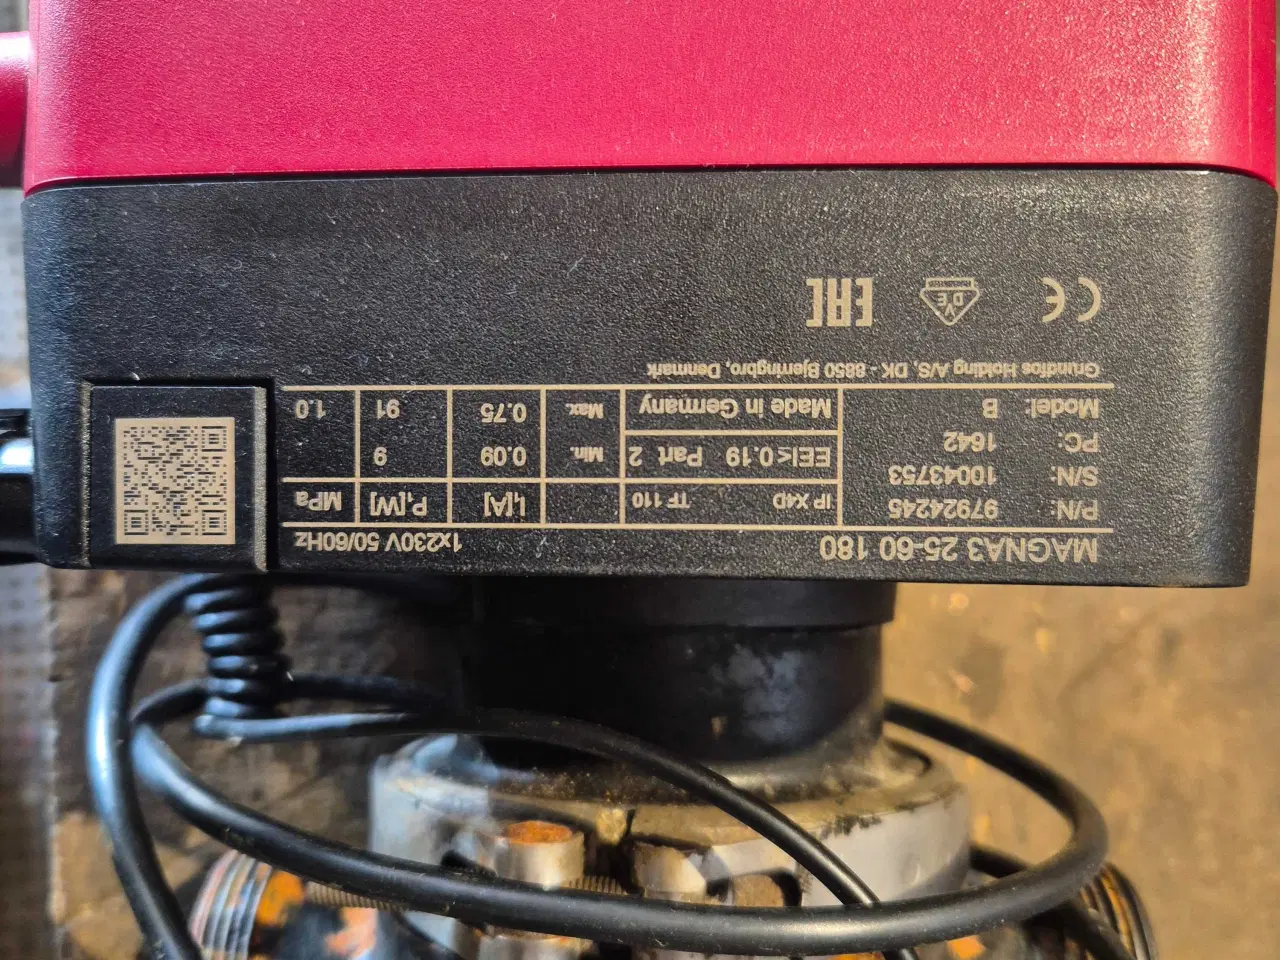 MAGNA3 25-60 180 1x230V 50/60Hz
P/N: 97924245
S/N: 10043753
PC: 1642
Model: B
IP X4D TF 110
EEI≤ 0.19 Part 2
Made in Germany
I₁[A] P₁[W] MPa
Min. 0.09 9
Max. 0.75 91 1.0
Grundfos Holding A/S, DK - 8850 Bjerringbro, Denmark
CE VDE EAC